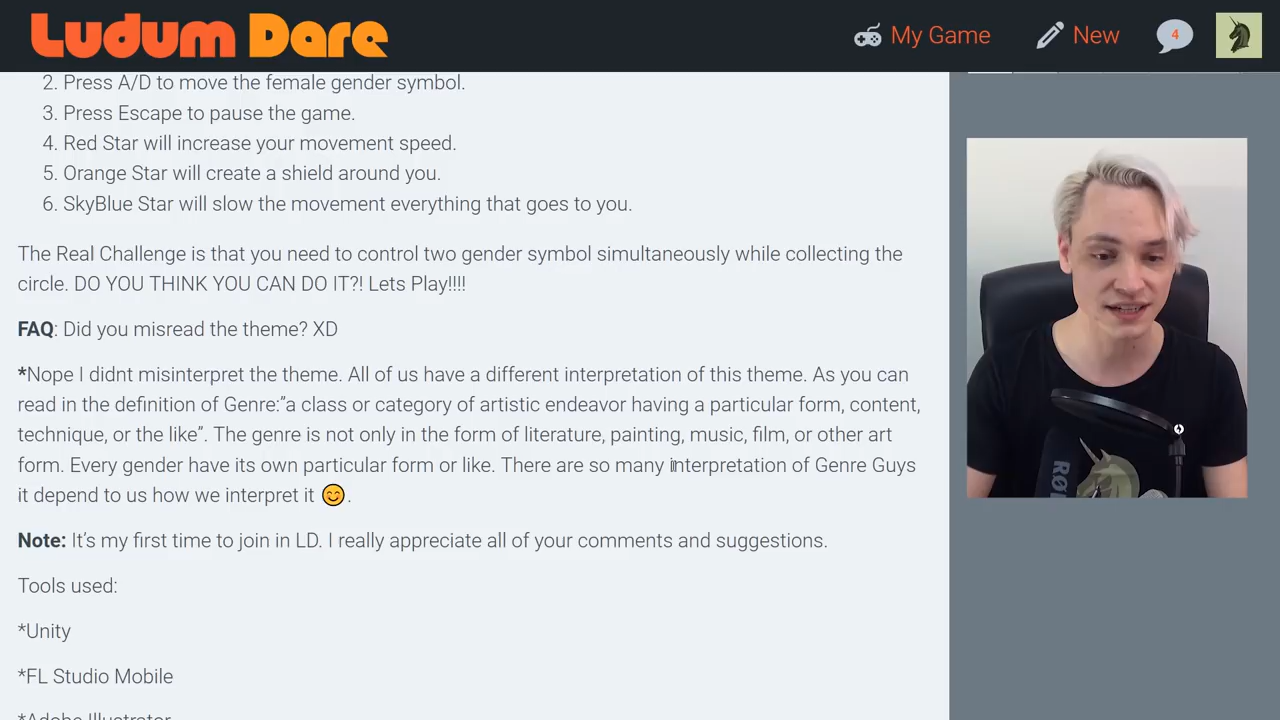 Ludum Dare My Game New 4
2. Press A/D to move the female gender symbol.
3. Press Escape to pause the game.
4. Red Star will increase your movement speed.
5. Orange Star will create a shield around you.
6. SkyBlue Star will slow the movement everything that goes to you.
The Real Challenge is that you need to control two gender symbol simultaneously while collecting the
circle. DO YOU THINK YOU CAN DO IT?! Lets Play!!!!
FAQ: Did you misread the theme? XD
*Nope I didnt misinterpret the theme. All of us have a different interpretation of this theme. As you can
read in the definition of Genre:”a class or category of artistic endeavor having a particular form, content,
technique, or the like”. The genre is not only in the form of literature, painting, music, film, or other art
form. Every gender have its own particular form or like. There are so many interpretation of Genre Guys
it depend to us how we interpret it 😊.
Note: It’s my first time to join in LD. I really appreciate all of your comments and suggestions.
Tools used:
*Unity
*FL Studio Mobile
*Adobe Illustrator
RØDE